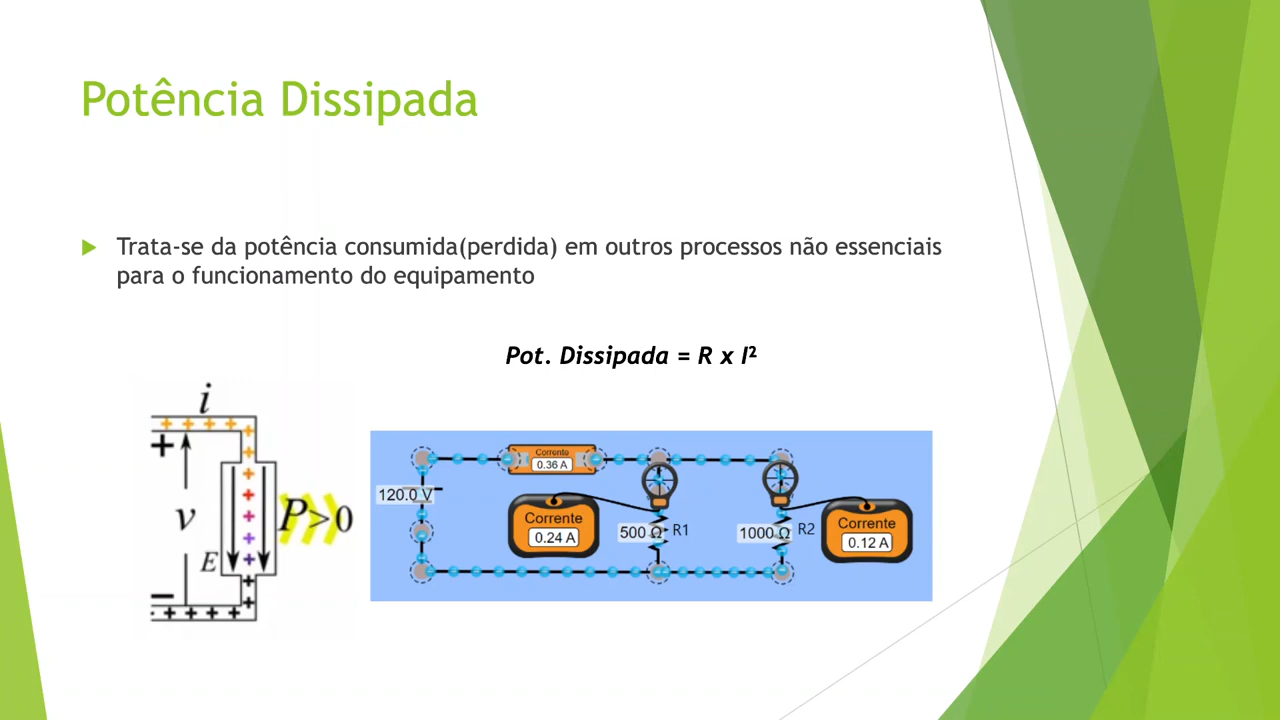 Potência Dissipada
Trata-se da potência consumida(perdida) em outros processos não essenciais
para o funcionamento do equipamento
Pot. Dissipada = R x I²
i
+
v
P>0
E
−
Corrente
0.36 A
120.0 V
Corrente
0.24 A
500 Ω
R1
1000 Ω
R2
Corrente
0.12 A